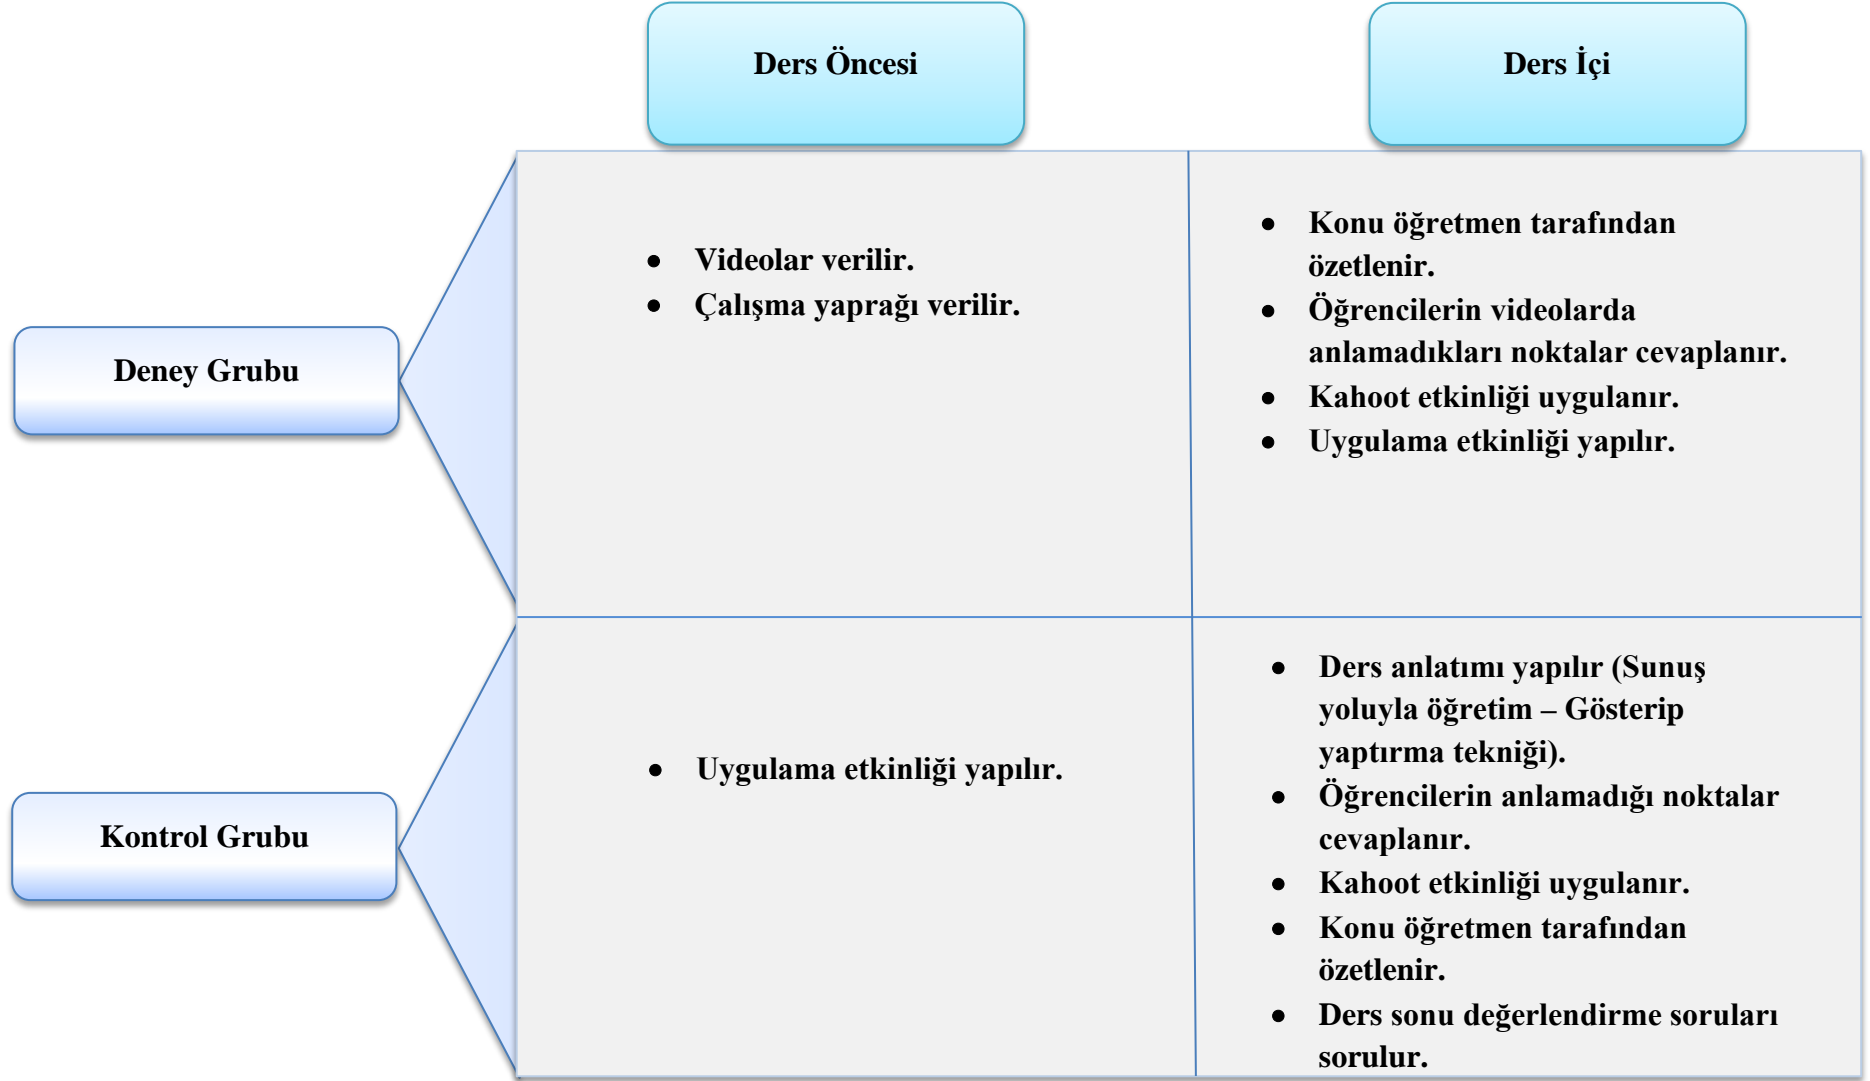 Ders Öncesi
Ders İçi
Deney Grubu
• Videolar verilir.
• Çalışma yaprağı verilir.
• Konu öğretmen tarafından
özetlenir.
• Öğrencilerin videolarda
anlamadıkları noktalar cevaplanır.
• Kahoot etkinliği uygulanır.
• Uygulama etkinliği yapılır.
Kontrol Grubu
• Uygulama etkinliği yapılır.
• Ders anlatımı yapılır (Sunuş
yoluyla öğretim – Gösterip
yaptırma tekniği).
• Öğrencilerin anlamadığı noktalar
cevaplanır.
• Kahoot etkinliği uygulanır.
• Konu öğretmen tarafından
özetlenir.
• Ders sonu değerlendirme soruları
sorulur.